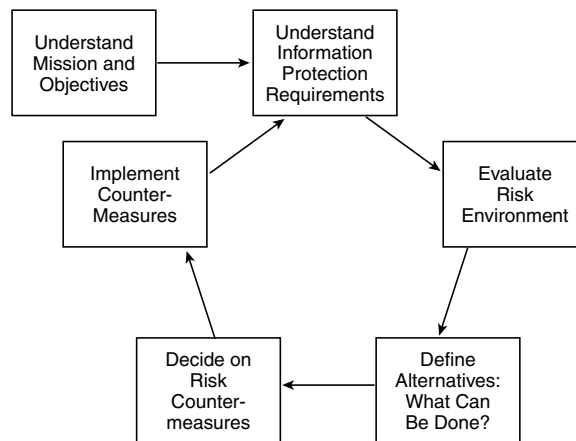 Understand
Mission and
Objectives
Understand
Information
Protection
Requirements
Evaluate
Risk
Environment
Define
Alternatives:
What Can
Be Done?
Decide on
Risk
Counter-
measures
Implement
Counter-
Measures